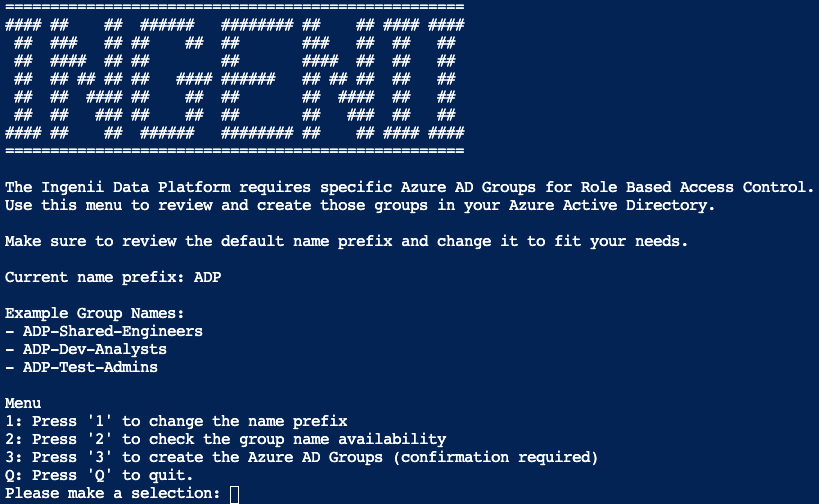 ==================================================
INGENII
==================================================
The Ingenii Data Platform requires specific Azure AD Groups for Role Based Access Control.
Use this menu to review and create those groups in your Azure Active Directory.
Make sure to review the default name prefix and change it to fit your needs.
Current name prefix: ADP
Example Group Names:
- ADP-Shared-Engineers
- ADP-Dev-Analysts
- ADP-Test-Admins
Menu
1: Press '1' to change the name prefix
2: Press '2' to check the group name availability
3: Press '3' to create the Azure AD Groups (confirmation required)
Q: Press 'Q' to quit.
Please make a selection: